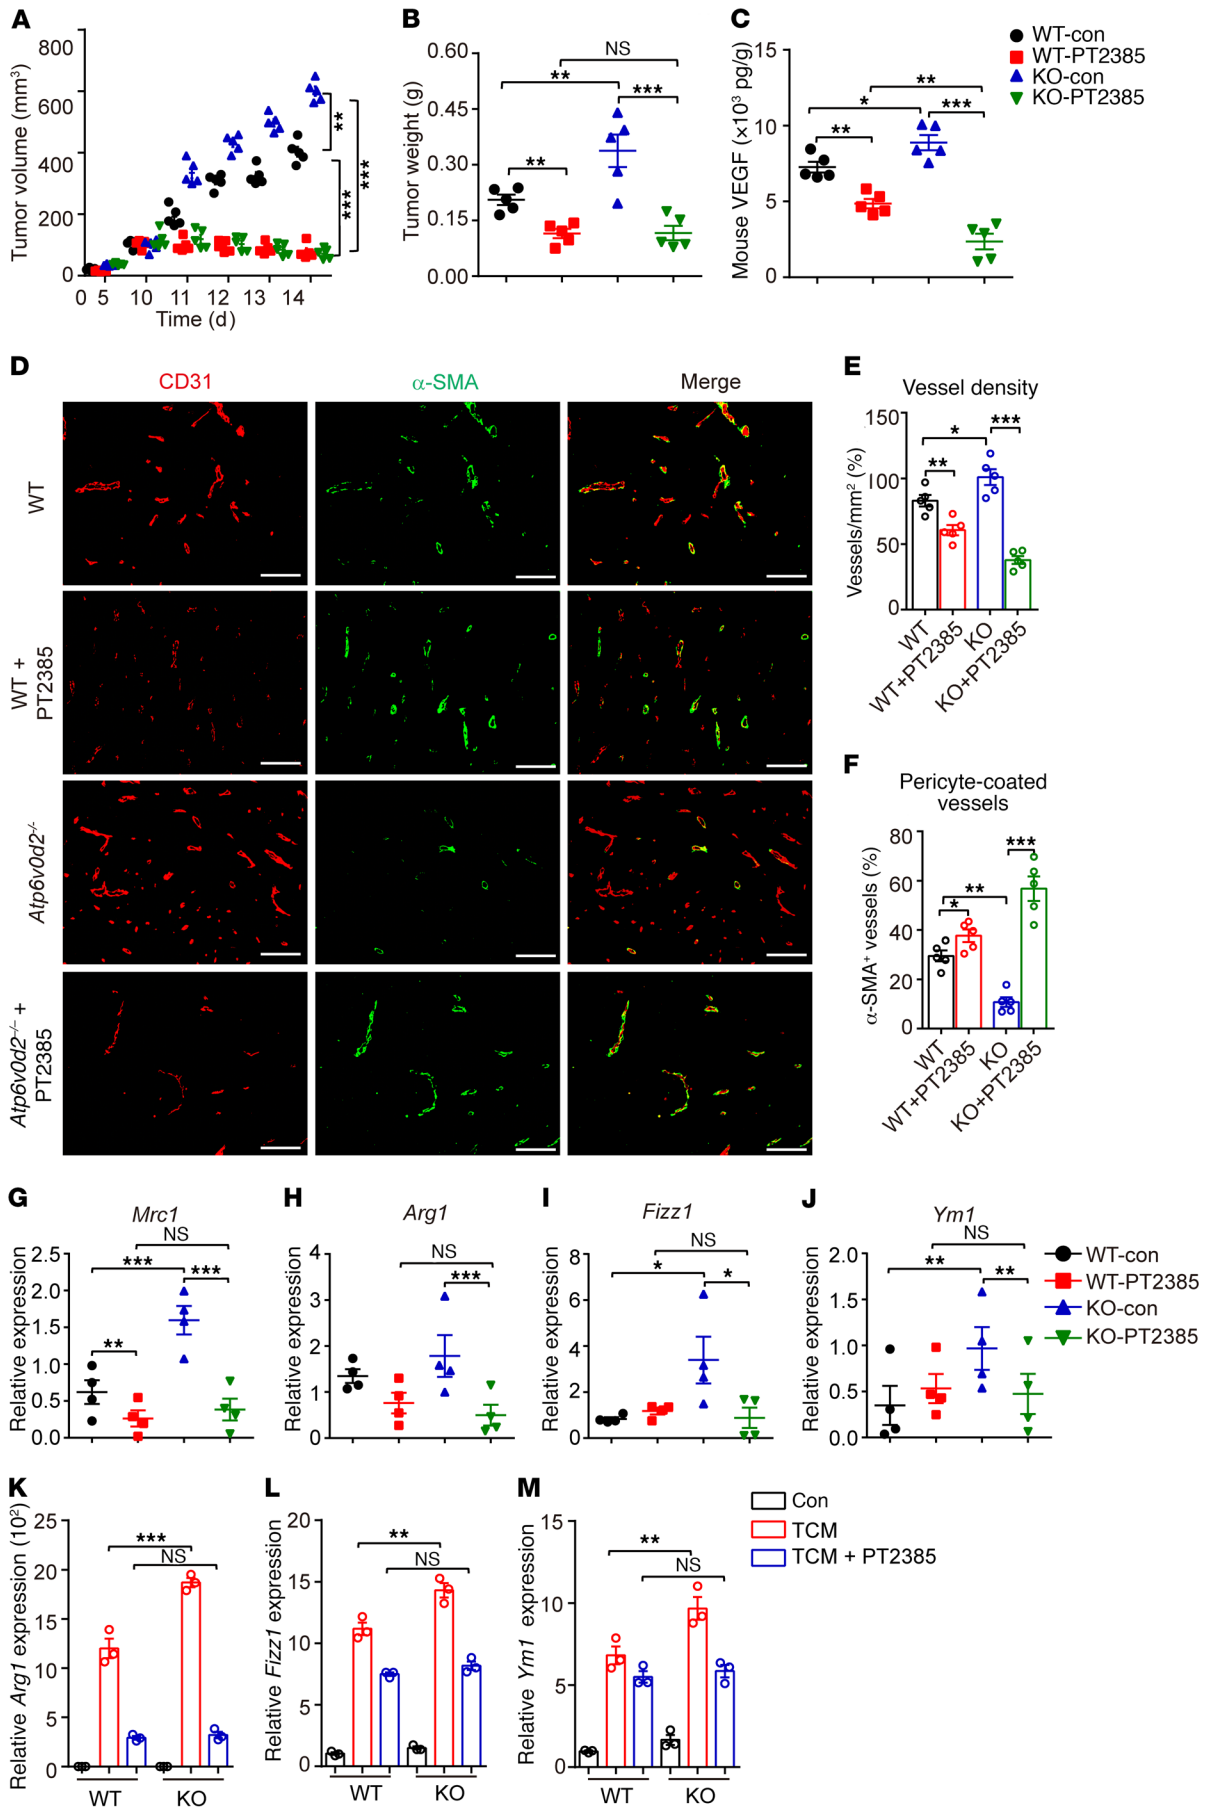 A
Tumor volume (mm³)
800
600
400
200
0
0 5 10 11 12 13 14
Time (d)
**
***
***
B
Tumor weight (g)
0.60
0.45
0.30
0.15
0.00
NS
**
***
**
C
Mouse VEGF (×10³ pg/g)
15
10
5
0
**
*
***
**
WT-con
WT-PT2385
KO-con
KO-PT2385
D
CD31
α-SMA
Merge
WT
WT +
PT2385
Atp6v0d2⁻/⁻
Atp6v0d2⁻/⁻ +
PT2385
E
Vessel density
Vessels/mm² (%)
150
100
50
0
*
***
**
WT
WT+PT2385
KO
KO+PT2385
F
Pericyte-coated
vessels
α-SMA⁺ vessels (%)
80
60
40
20
0
***
**
*
WT
WT+PT2385
KO
KO+PT2385
G
Mrc1
Relative expression
2.5
2.0
1.5
1.0
0.5
0.0
NS
***
***
**
H
Arg1
Relative expression
4
3
2
1
0
NS
***
I
Fizz1
Relative expression
8
6
4
2
0
NS
*
*
J
Ym1
Relative expression
2.0
1.5
1.0
0.5
0.0
NS
**
**
WT-con
WT-PT2385
KO-con
KO-PT2385
K
Relative Arg1 expression (10²)
25
20
15
10
5
0
***
NS
WT
KO
L
Relative Fizz1 expression
20
15
10
5
0
**
NS
WT
KO
M
Relative Ym1 expression
15
10
5
0
**
NS
WT
KO
Con
TCM
TCM + PT2385